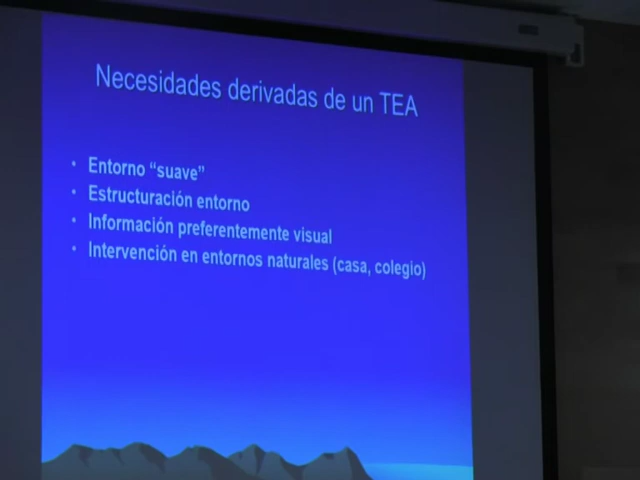 Necesidades derivadas de un TEA
• Entorno “suave”
• Estructuración entorno
• Información preferentemente visual
• Intervención en entornos naturales (casa, colegio)